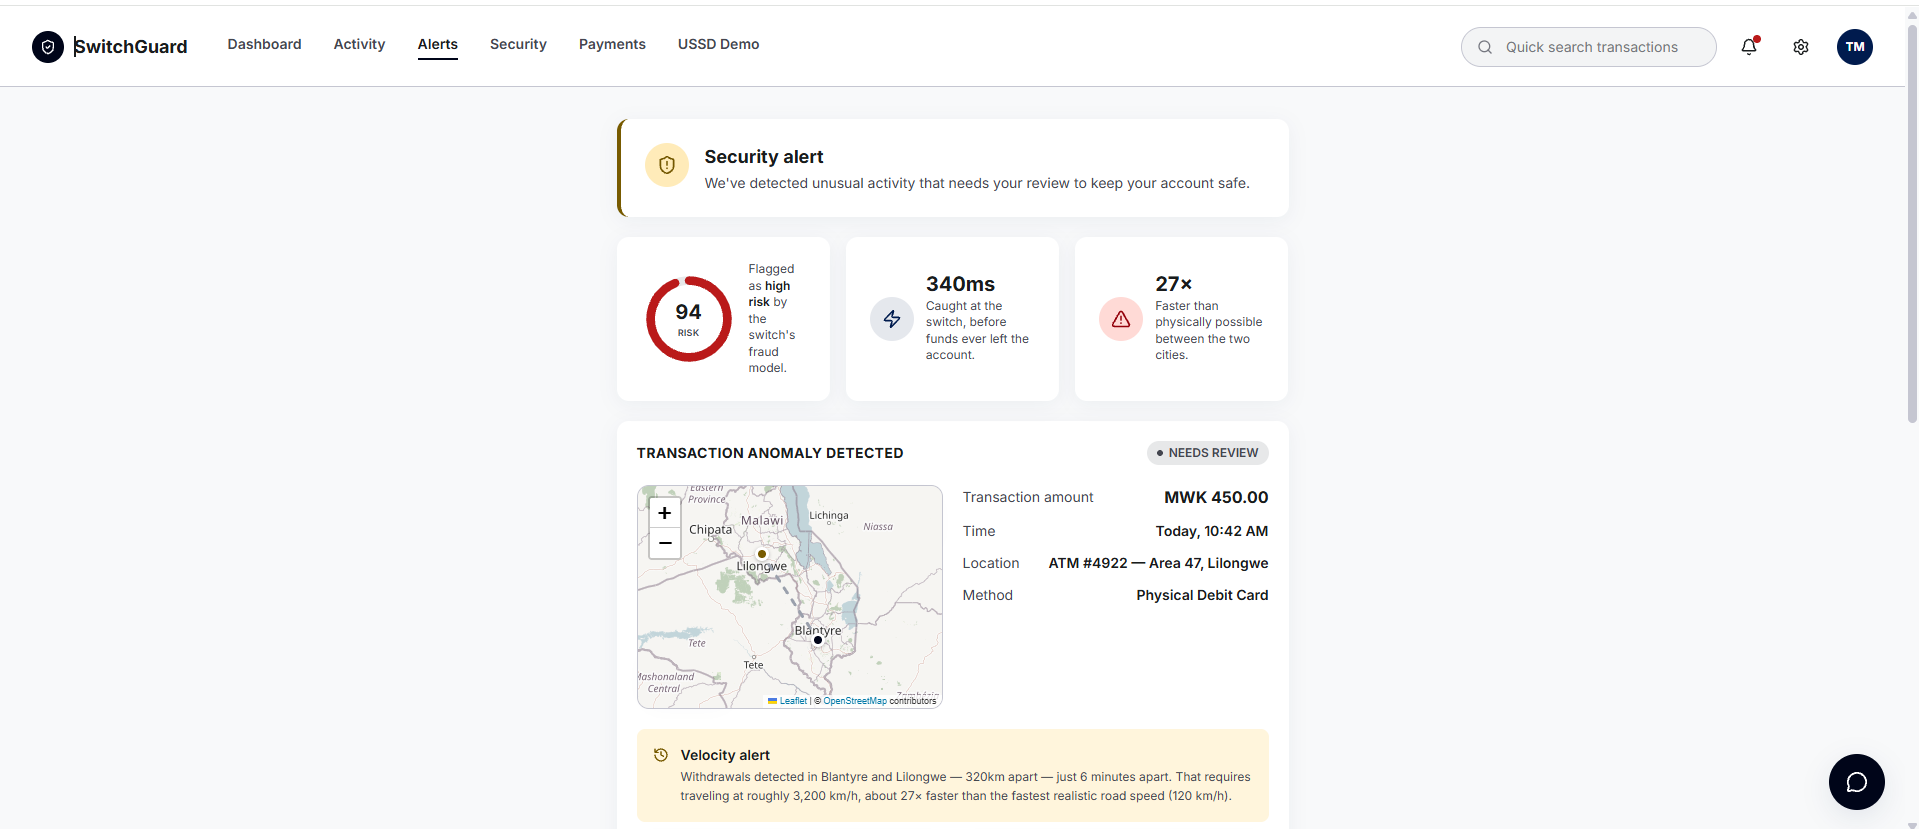 SwitchGuard
Dashboard
Activity
Alerts
Security
Payments
USSD Demo
Quick search transactions
TM
Security alert
We've detected unusual activity that needs your review to keep your account safe.
94
RISK
Flagged
as high
risk by
the
switch's
fraud
model.
340ms
Caught at the
switch, before
funds ever left the
account.
27×
Faster than
physically possible
between the two
cities.
TRANSACTION ANOMALY DETECTED
NEEDS REVIEW
+
−
Eastern
Province
Chipata
Malawi
Lichinga
Niassa
Lilongwe
Blantyre
Tete
Tete
Mashonaland
Central
Leaflet | © OpenStreetMap contributors
Transaction amount
MWK 450.00
Time
Today, 10:42 AM
Location
ATM #4922 — Area 47, Lilongwe
Method
Physical Debit Card
Velocity alert
Withdrawals detected in Blantyre and Lilongwe — 320km apart — just 6 minutes apart. That requires
traveling at roughly 3,200 km/h, about 27× faster than the fastest realistic road speed (120 km/h).